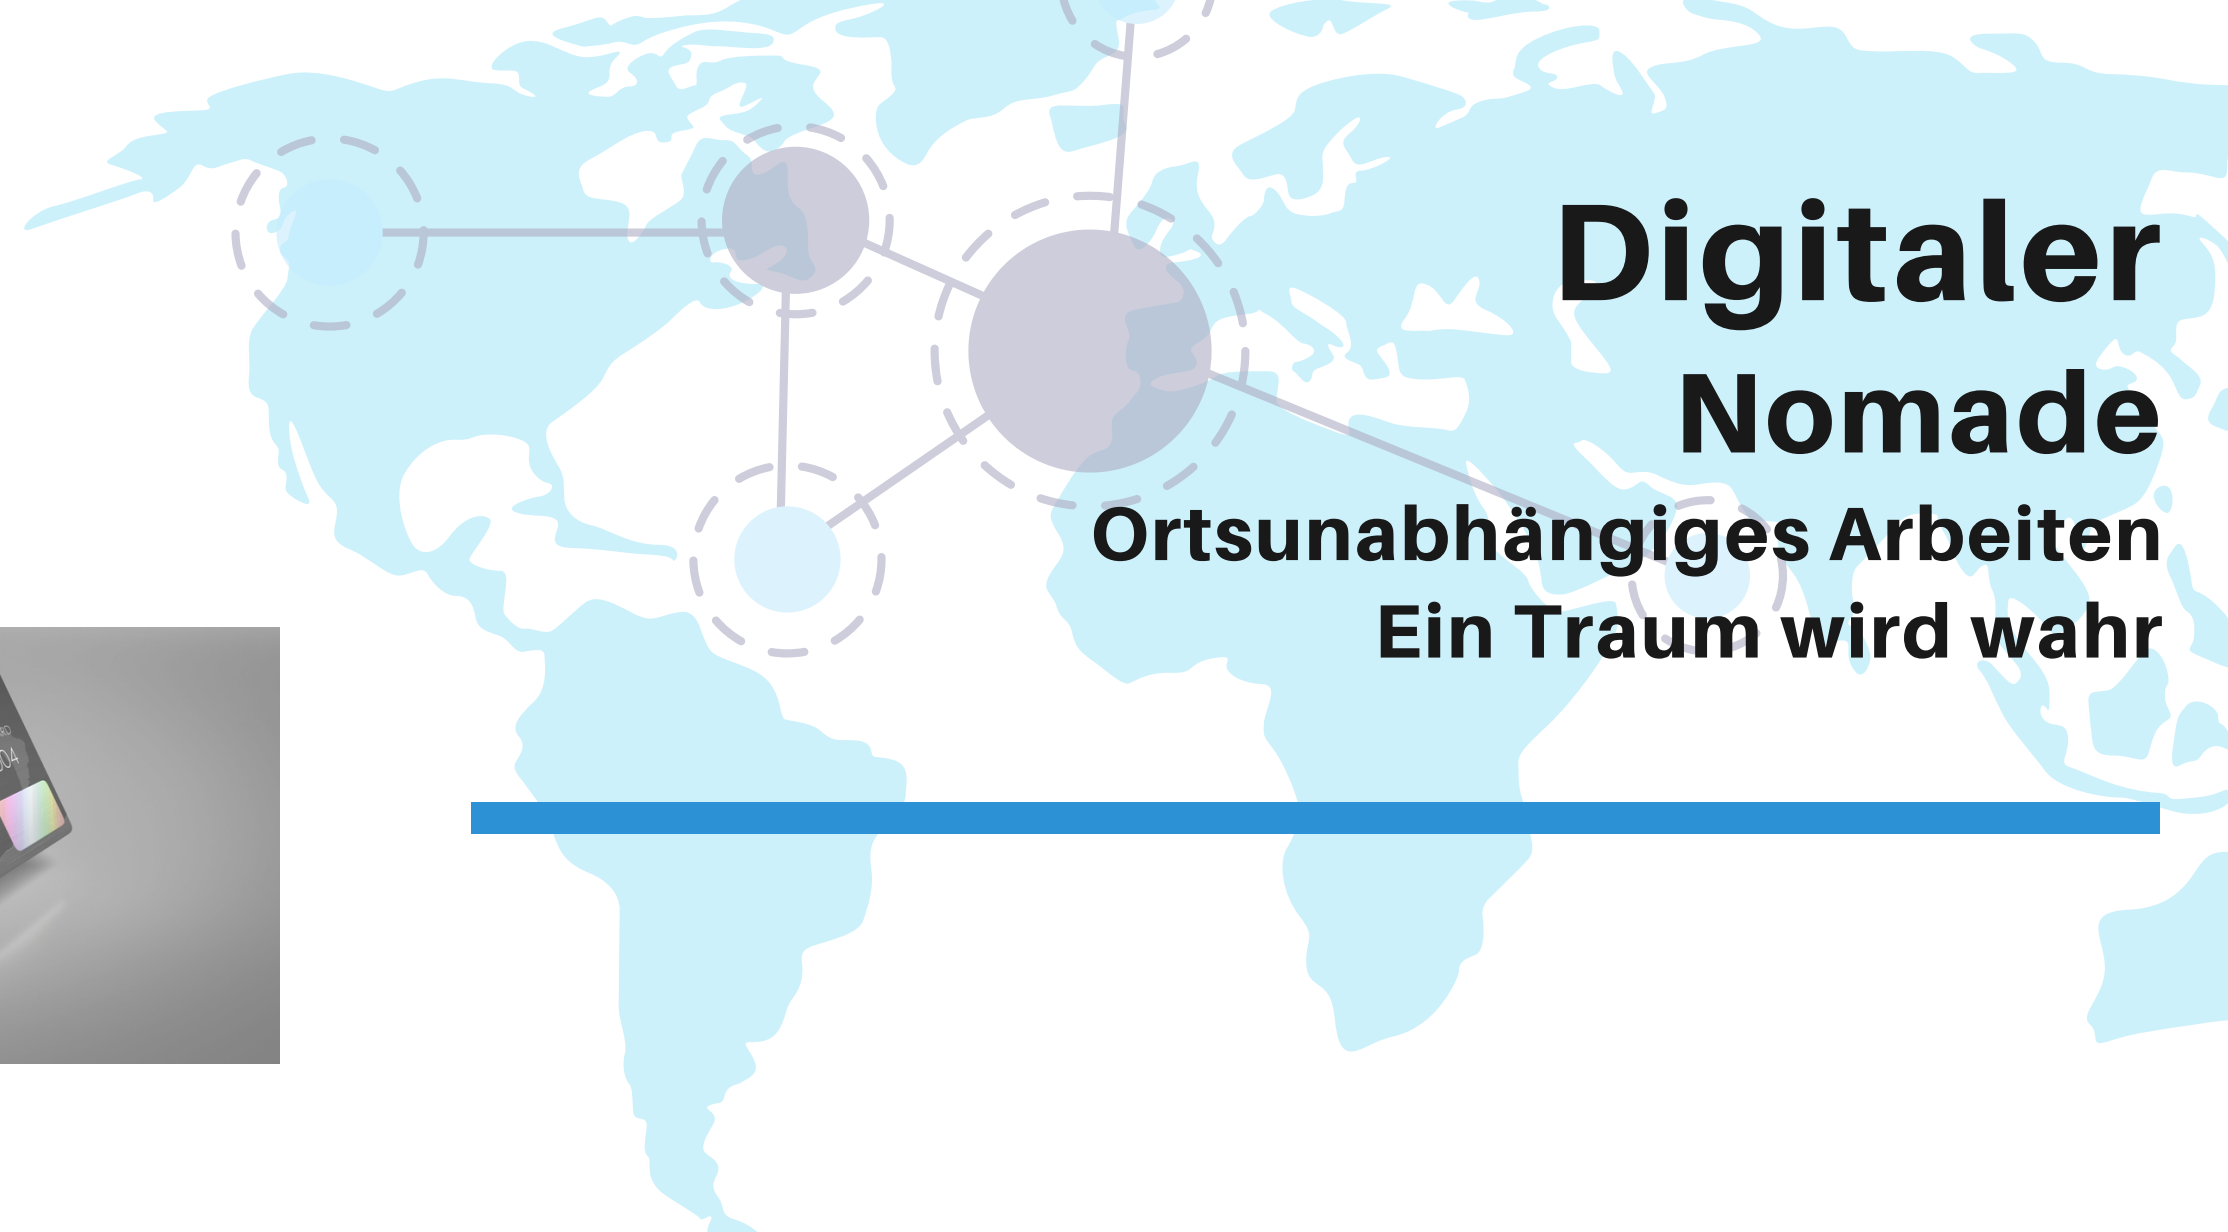 Digitaler
Nomade
Ortsunabhängiges Arbeiten
Ein Traum wird wahr